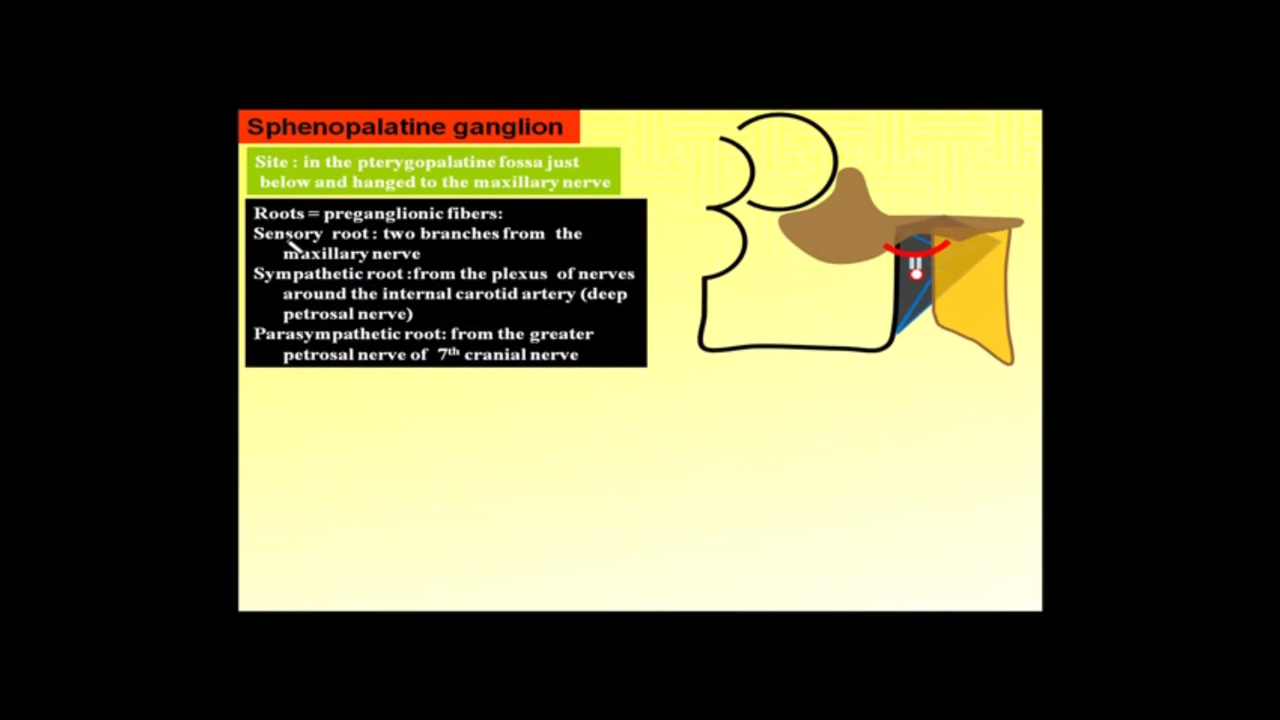 Sphenopalatine ganglion
Site : in the pterygopalatine fossa just
below and hanged to the maxillary nerve
Roots = preganglionic fibers:
Sensory root : two branches from the
maxillary nerve
Sympathetic root :from the plexus of nerves
around the internal carotid artery (deep
petrosal nerve)
Parasympathetic root: from the greater
petrosal nerve of 7th cranial nerve